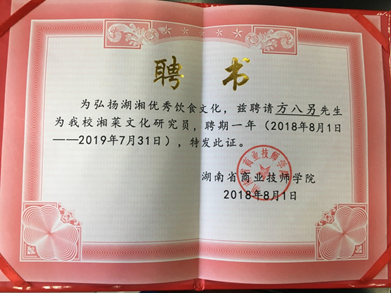 聘书
为弘扬湖湘优秀饮食文化，兹聘请方八另先生
为我校湘菜文化研究员，聘期一年（2018年8月1日
——2019年7月31日），特发此证。
湖南省商业技师学院
2018年8月1日